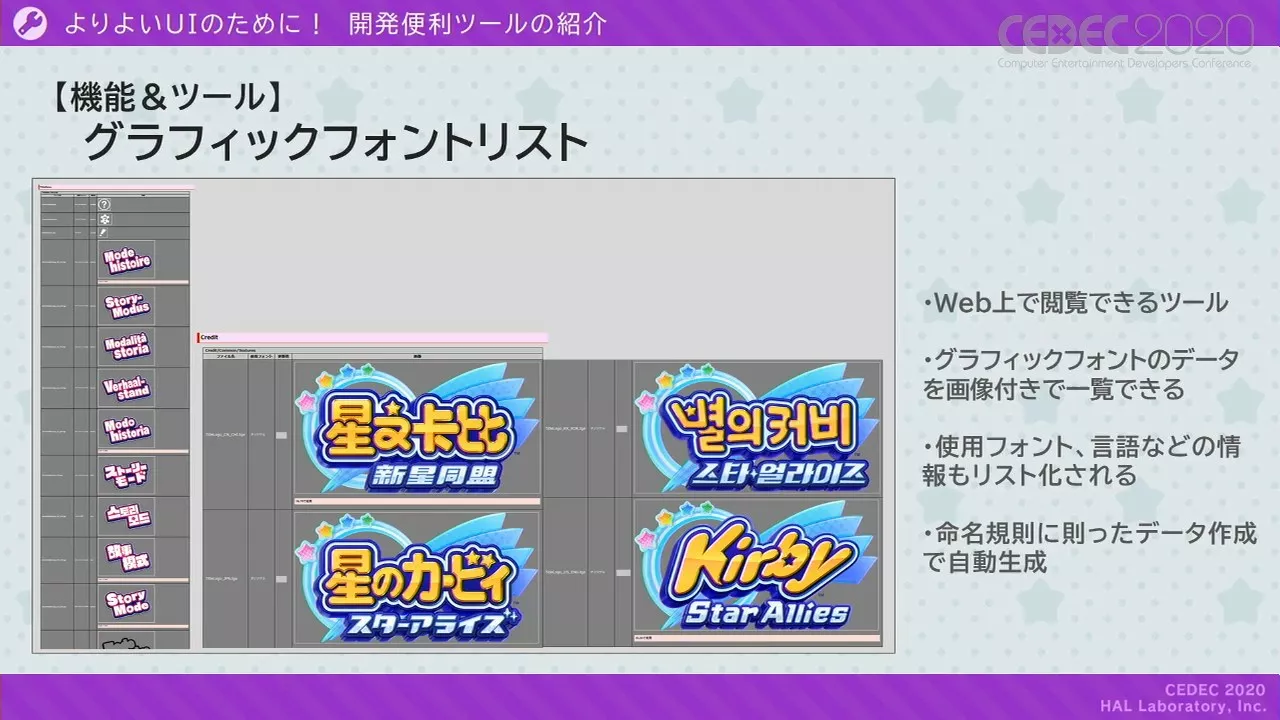 よりよいUIのために！ 開発便利ツールの紹介
CEDEC2020
Computer Entertainment Developers Conference
【機能＆ツール】
グラフィックフォントリスト
Mode
histoire
Story-
Modus
Modalità
storia
Verhaal-
stand
Modo
historia
ストーリー
モード
스토리
모드
故事
模式
Story
Mode
Credit
星之卡比
新星同盟
별의 커비
스타 얼라이즈
星のカービィ
スターアライズ
Kirby
Star Allies
・Web上で閲覧できるツール
・グラフィックフォントのデータ
を画像付きで一覧できる
・使用フォント、言語などの情
報もリスト化される
・命名規則に則ったデータ作成
で自動生成
CEDEC 2020
HAL Laboratory, Inc.